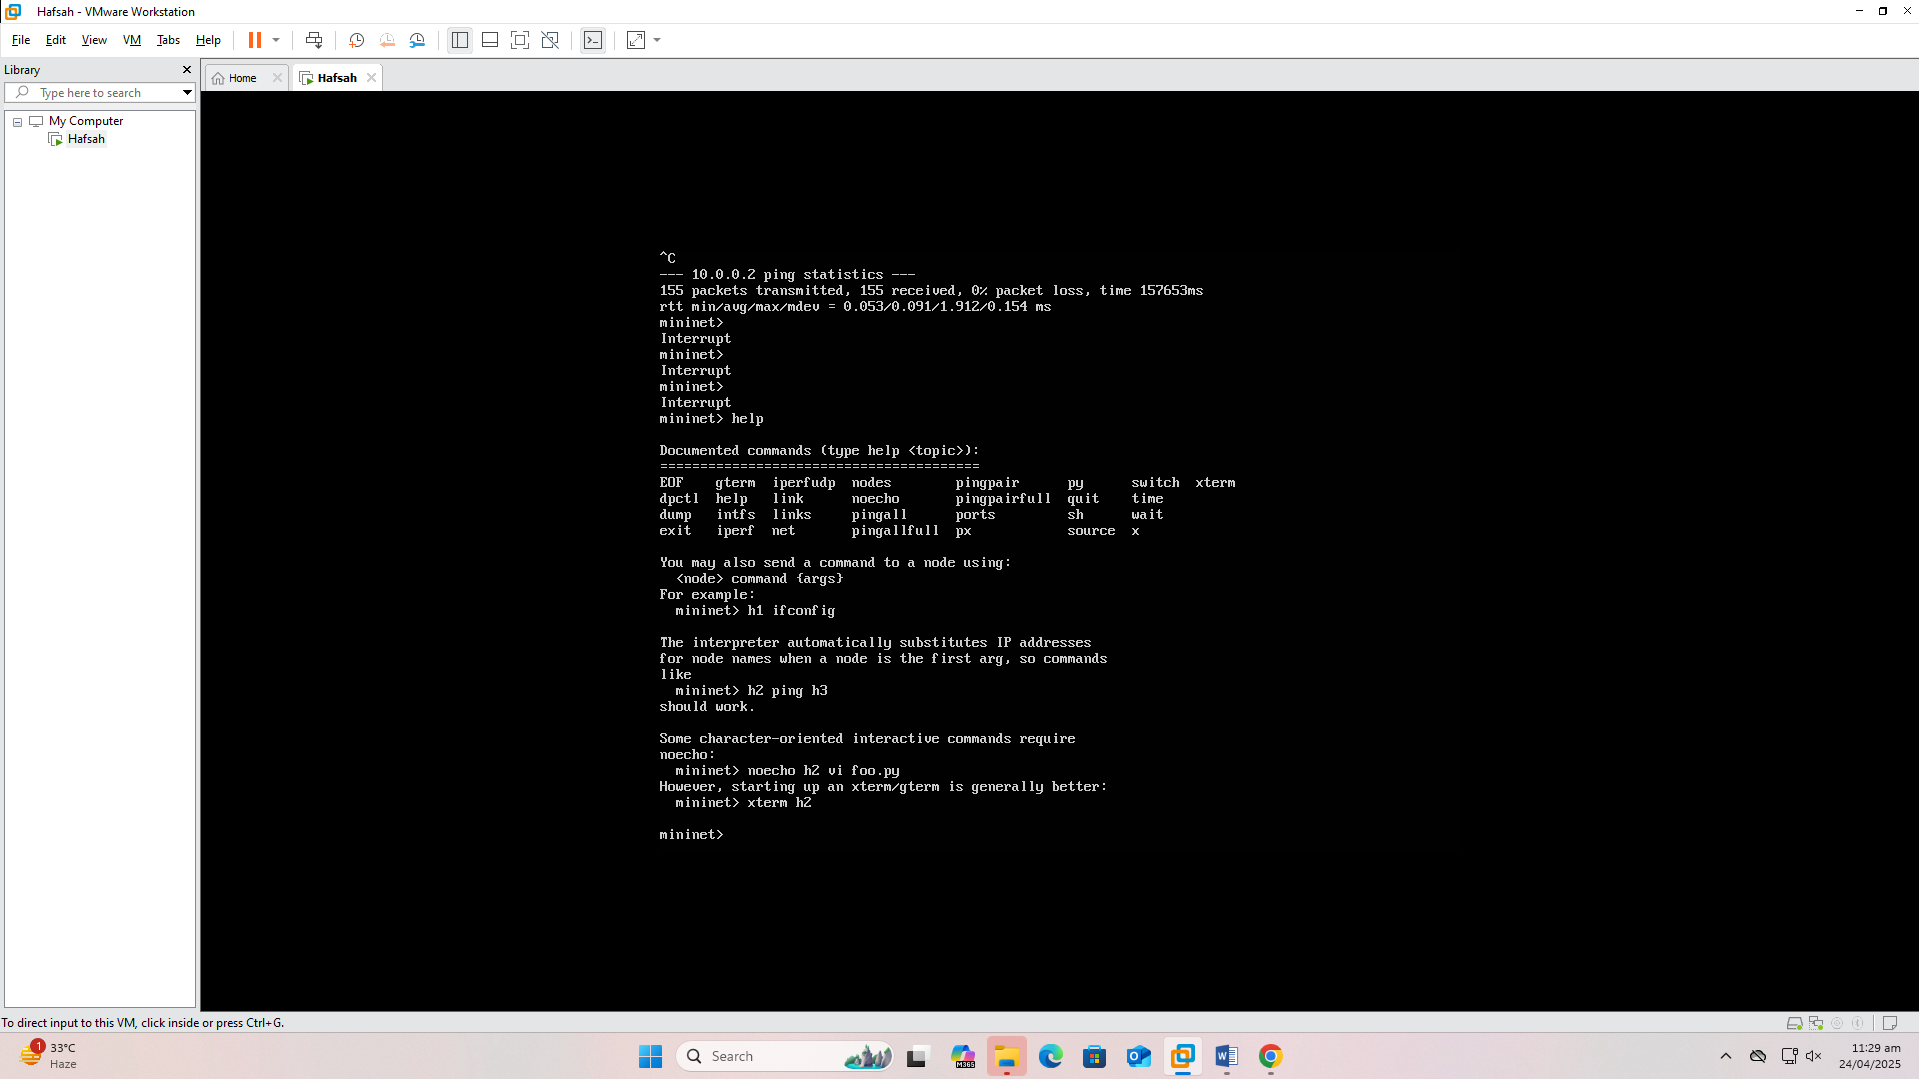 Hafsah - VMware Workstation
File Edit View VM Tabs Help
Library
Type here to search
My Computer
Hafsah
Home
Hafsah
^C
--- 10.0.0.2 ping statistics ---
155 packets transmitted, 155 received, 0% packet loss, time 157653ms
rtt min/avg/max/mdev = 0.053/0.091/1.912/0.154 ms
mininet>
Interrupt
mininet>
Interrupt
mininet>
Interrupt
mininet> help
Documented commands (type help <topic>):
========================================
EOF gterm iperfudp nodes pingpair py switch xterm
dpctl help link noecho pingpairfull quit time
dump intfs links pingall ports sh wait
exit iperf net pingallfull px source x
You may also send a command to a node using:
<node> command {args}
For example:
mininet> h1 ifconfig
The interpreter automatically substitutes IP addresses
for node names when a node is the first arg, so commands
like
mininet> h2 ping h3
should work.
Some character-oriented interactive commands require
noecho:
mininet> noecho h2 vi foo.py
However, starting up an xterm/gterm is generally better:
mininet> xterm h2
mininet>
To direct input to this VM, click inside or press Ctrl+G.
1
33°C
Haze
Search
M365
11:29 am
24/04/2025